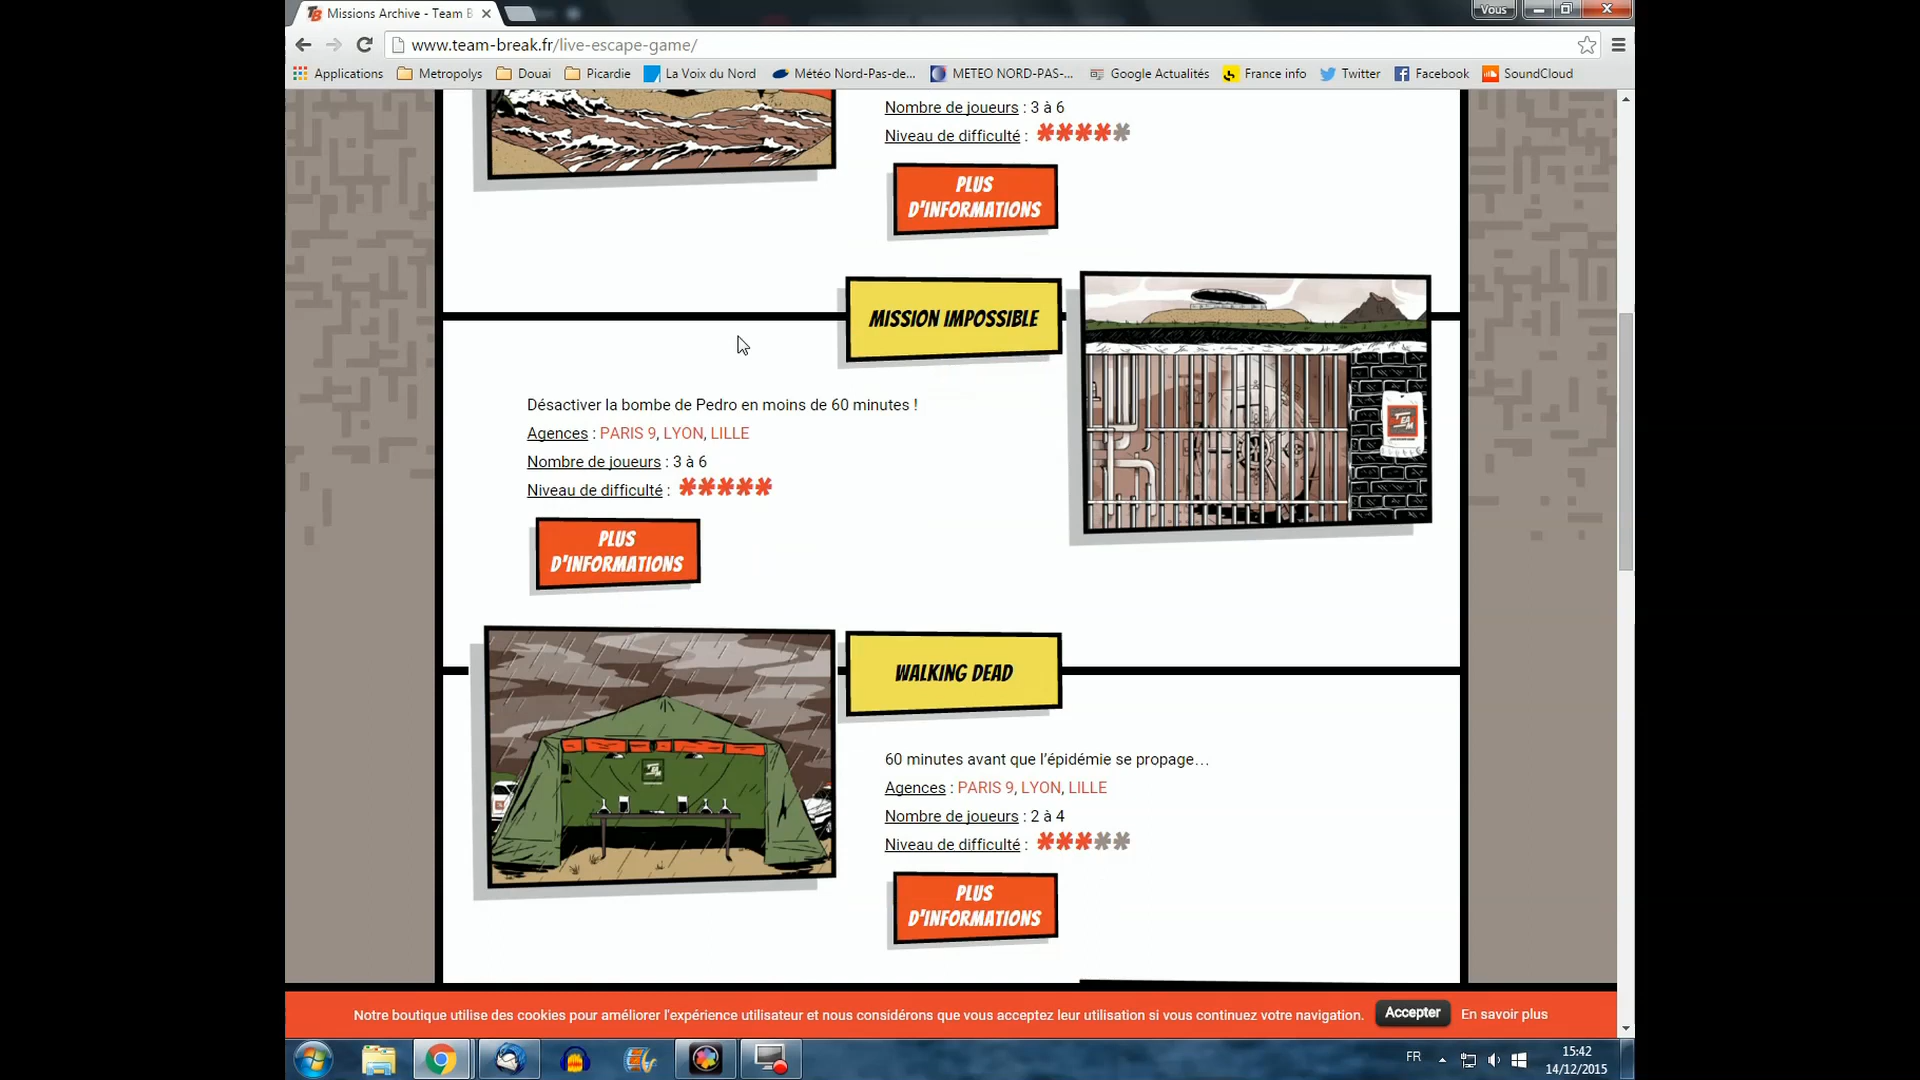 Missions Archive - Team B
Vous
www.team-break.fr/live-escape-game/
Applications
Metropolys
Douai
Picardie
La Voix du Nord
Météo Nord-Pas-de...
METEO NORD-PAS-...
Google Actualités
France info
Twitter
Facebook
SoundCloud
Nombre de joueurs : 3 à 6
Niveau de difficulté :
PLUS
D'INFORMATIONS
MISSION IMPOSSIBLE
Désactiver la bombe de Pedro en moins de 60 minutes !
Agences : PARIS 9, LYON, LILLE
Nombre de joueurs : 3 à 6
Niveau de difficulté :
PLUS
D'INFORMATIONS
WALKING DEAD
60 minutes avant que l'épidémie se propage…
Agences : PARIS 9, LYON, LILLE
Nombre de joueurs : 2 à 4
Niveau de difficulté :
PLUS
D'INFORMATIONS
Notre boutique utilise des cookies pour améliorer l'expérience utilisateur et nous considérons que vous acceptez leur utilisation si vous continuez votre navigation.
Accepter
En savoir plus
FR
15:42
14/12/2015